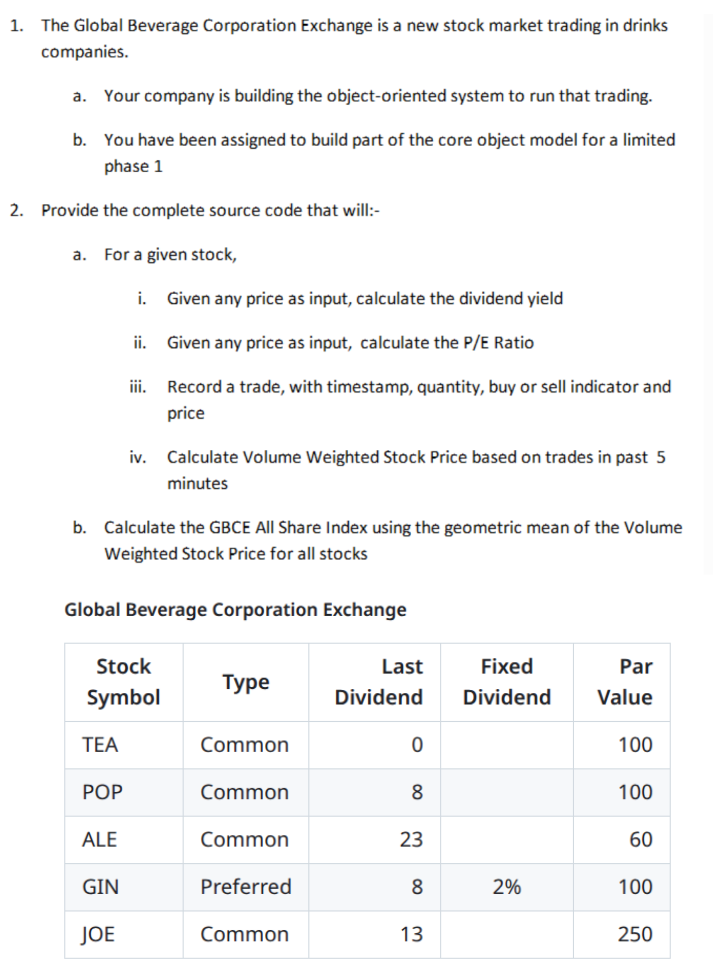 1. The Global Beverage Corporation Exchange is a new stock market trading in drinks
companies.
a. Your company is building the object-oriented system to run that trading.
b. You have been assigned to build part of the core object model for a limited
phase 1
2. Provide the complete source code that will:-
a. For a given stock,
i. Given any price as input, calculate the dividend yield
ii. Given any price as input, calculate the P/E Ratio
iii. Record a trade, with timestamp, quantity, buy or sell indicator and
price
iv. Calculate Volume Weighted Stock Price based on trades in past 5
minutes
b. Calculate the GBCE All Share Index using the geometric mean of the Volume
Weighted Stock Price for all stocks
Global Beverage Corporation Exchange
Stock Symbol Type Last Dividend Fixed Dividend Par Value
TEA Common 0 100
POP Common 8 100
ALE Common 23 60
GIN Preferred 8 2% 100
JOE Common 13 250